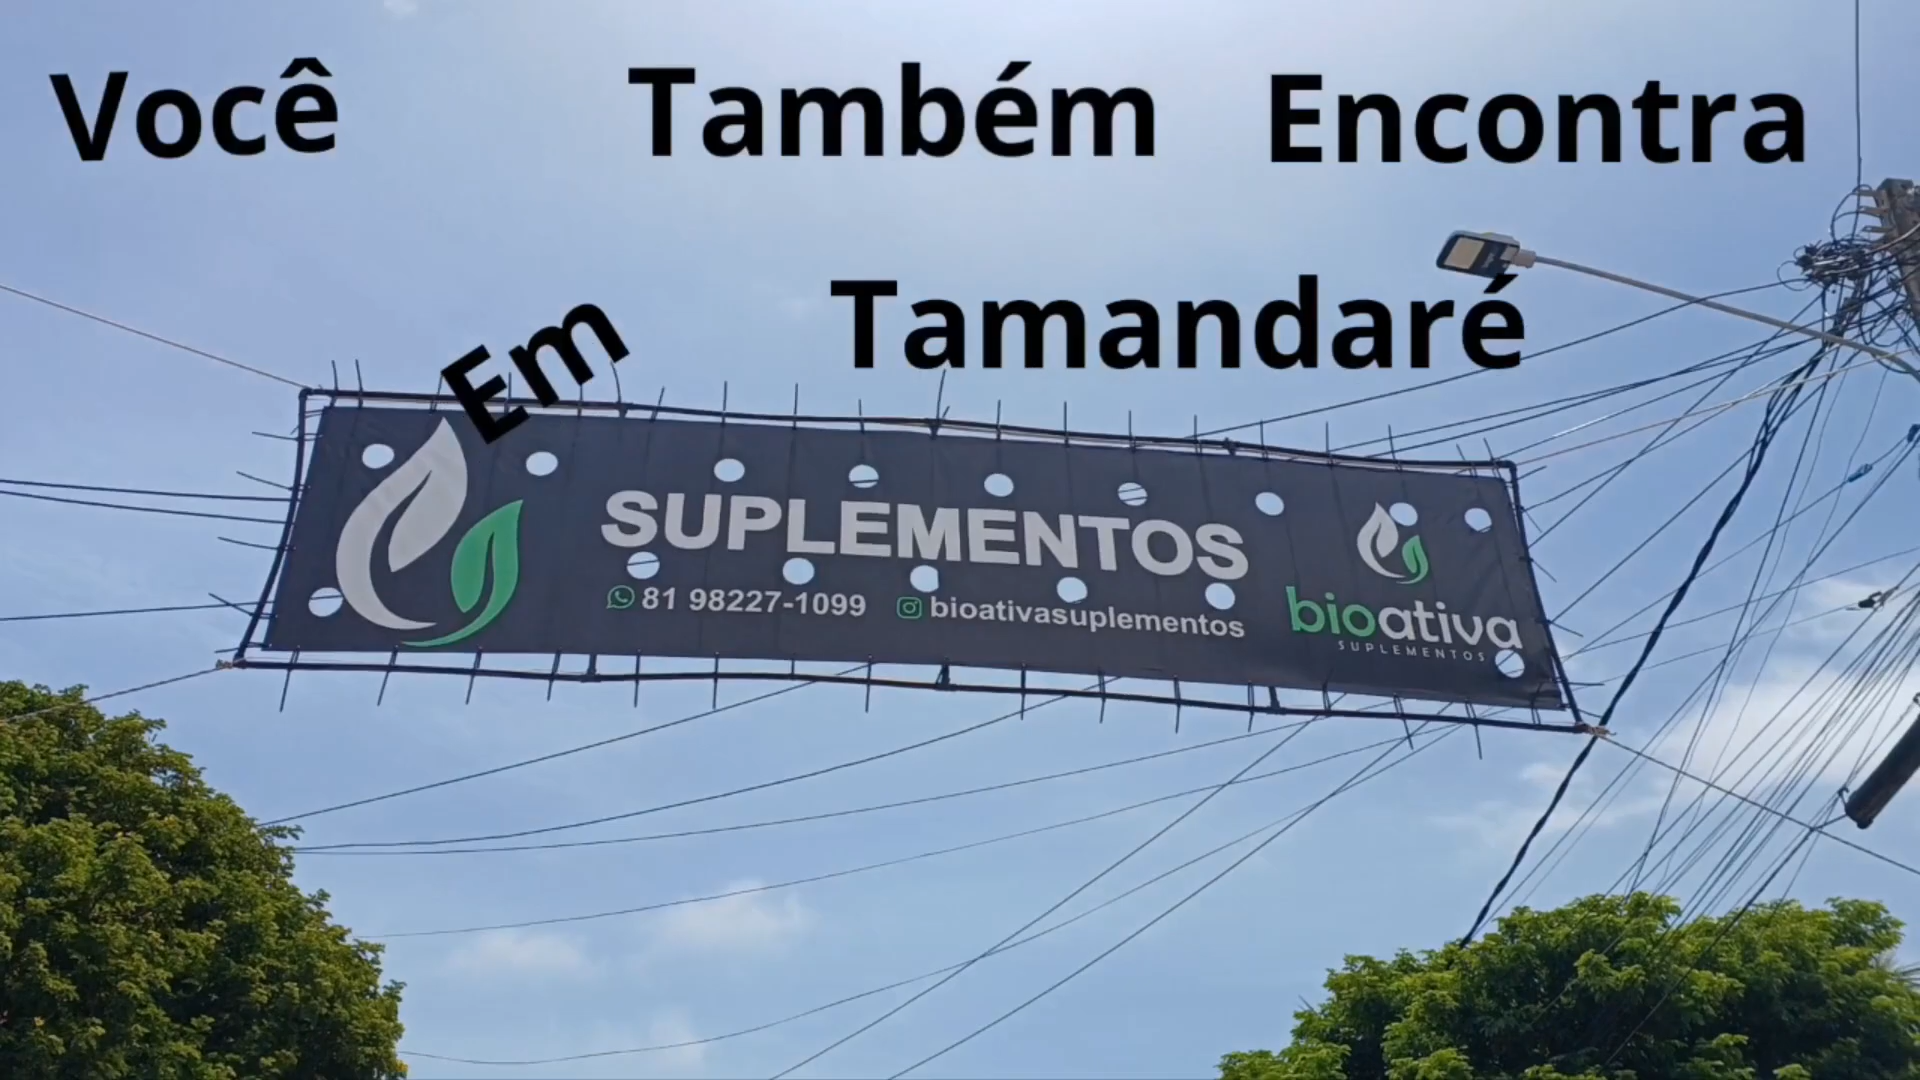 Você Também Encontra
Em Tamandaré
SUPLEMENTOS
81 98227-1099 bioativasuplementos
bioativa
SUPLEMENTOS